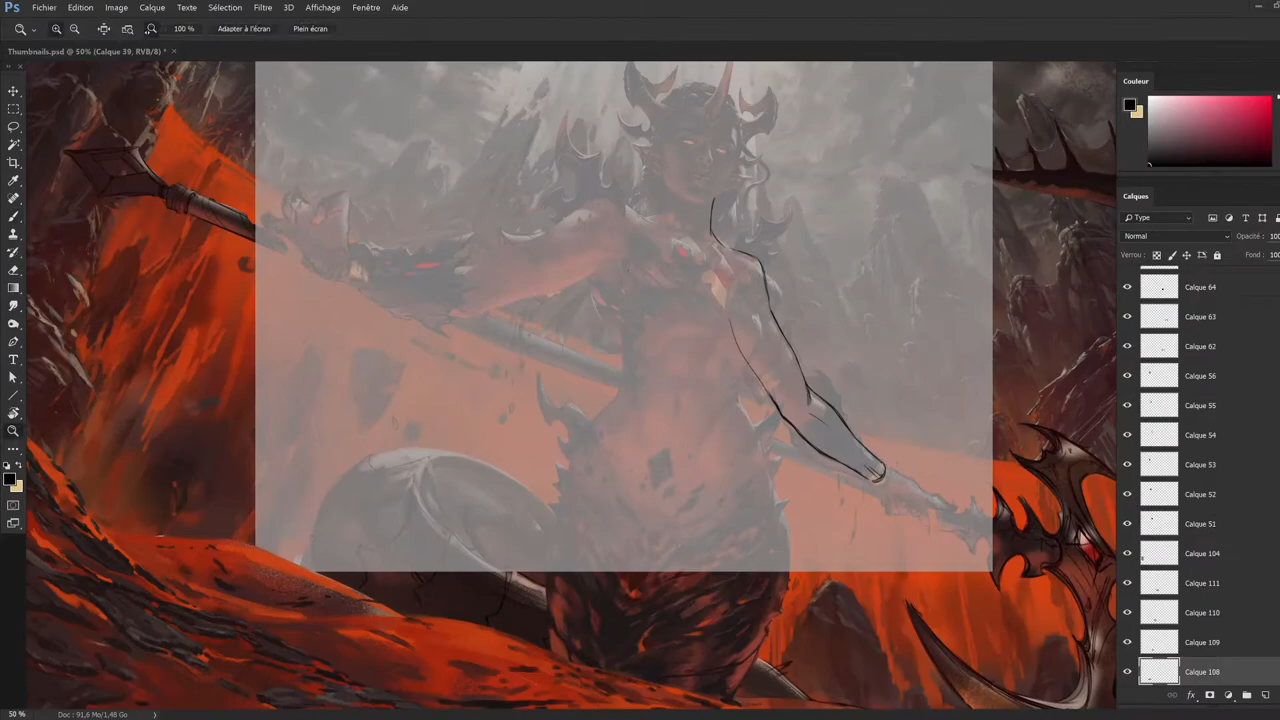 Ps Fichier Edition Image Calque Texte Sélection Filtre 3D Affichage Fenêtre Aide
100 % Adapter à l'écran Plein écran
Thumbnails.psd @ 50% (Calque 39, RVB/8) * ×
Couleur
Calques
Type
Normal Opacité : 100
Verrou : Fond : 100
Calque 64
Calque 63
Calque 62
Calque 56
Calque 55
Calque 54
Calque 53
Calque 52
Calque 51
Calque 104
Calque 111
Calque 110
Calque 109
Calque 108
fx
50 % Doc : 91,6 Mo/1,48 Go